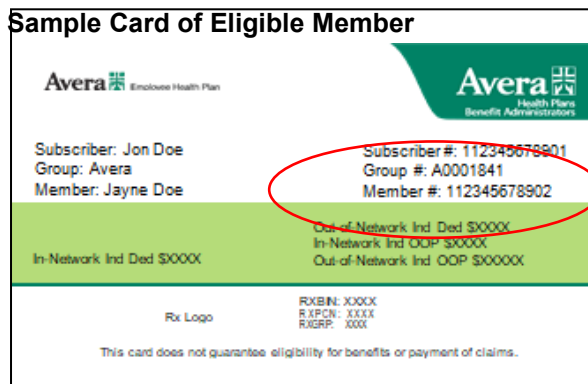 Sample Card of Eligible Member
Avera Employee Health Plan
Avera
Health Plans
Benefit Administrators
Subscriber: Jon Doe
Group: Avera
Member: Jayne Doe
Subscriber #: 112345678901
Group #: A0001841
Member #: 112345678902
In-Network Ind Ded $XXXX
Out-of-Network Ind Ded $XXXX
In-Network Ind OOP $XXXX
Out-of-Network Ind OOP $XXXXX
Rx Logo
RXBIN: XXXX
RXPCN: XXXX
RXGRP: XXXX
This card does not guarantee eligibility for benefits or payment of claims.